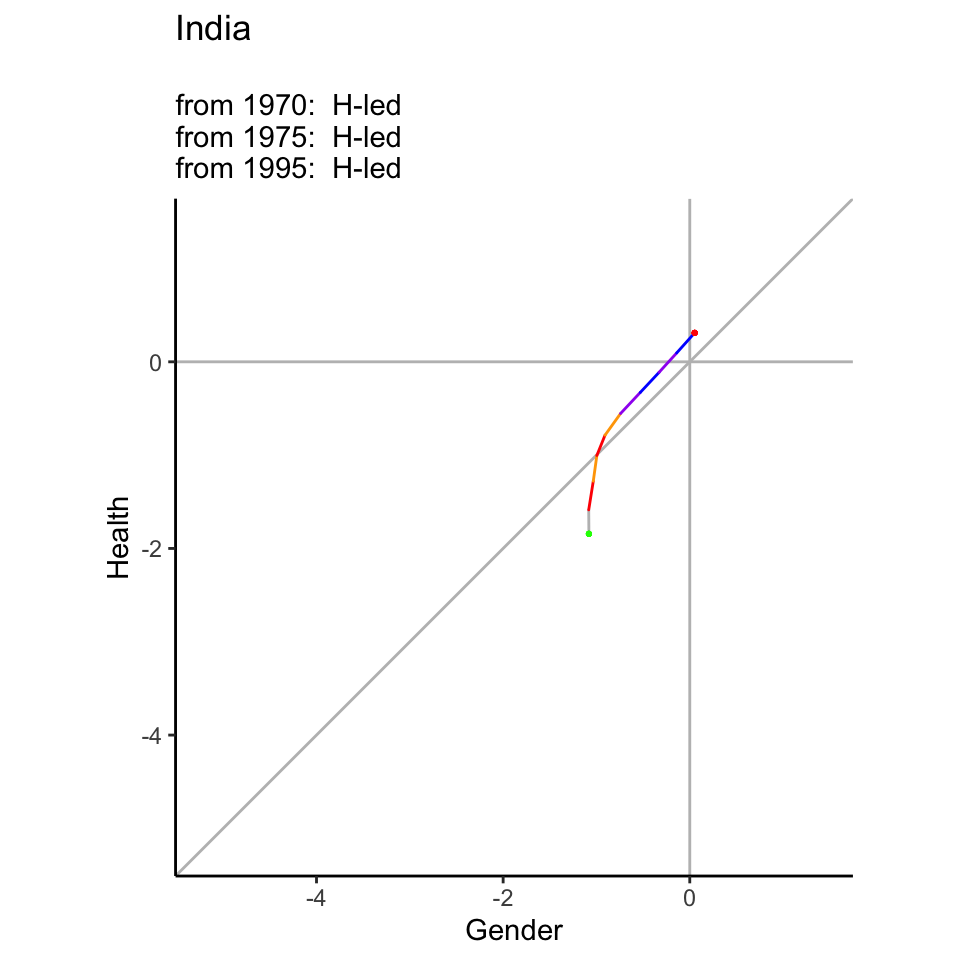 India
from 1970:  H-led
from 1975:  H-led
from 1995:  H-led
0
-2
-4
Health
-4
-2
0
Gender